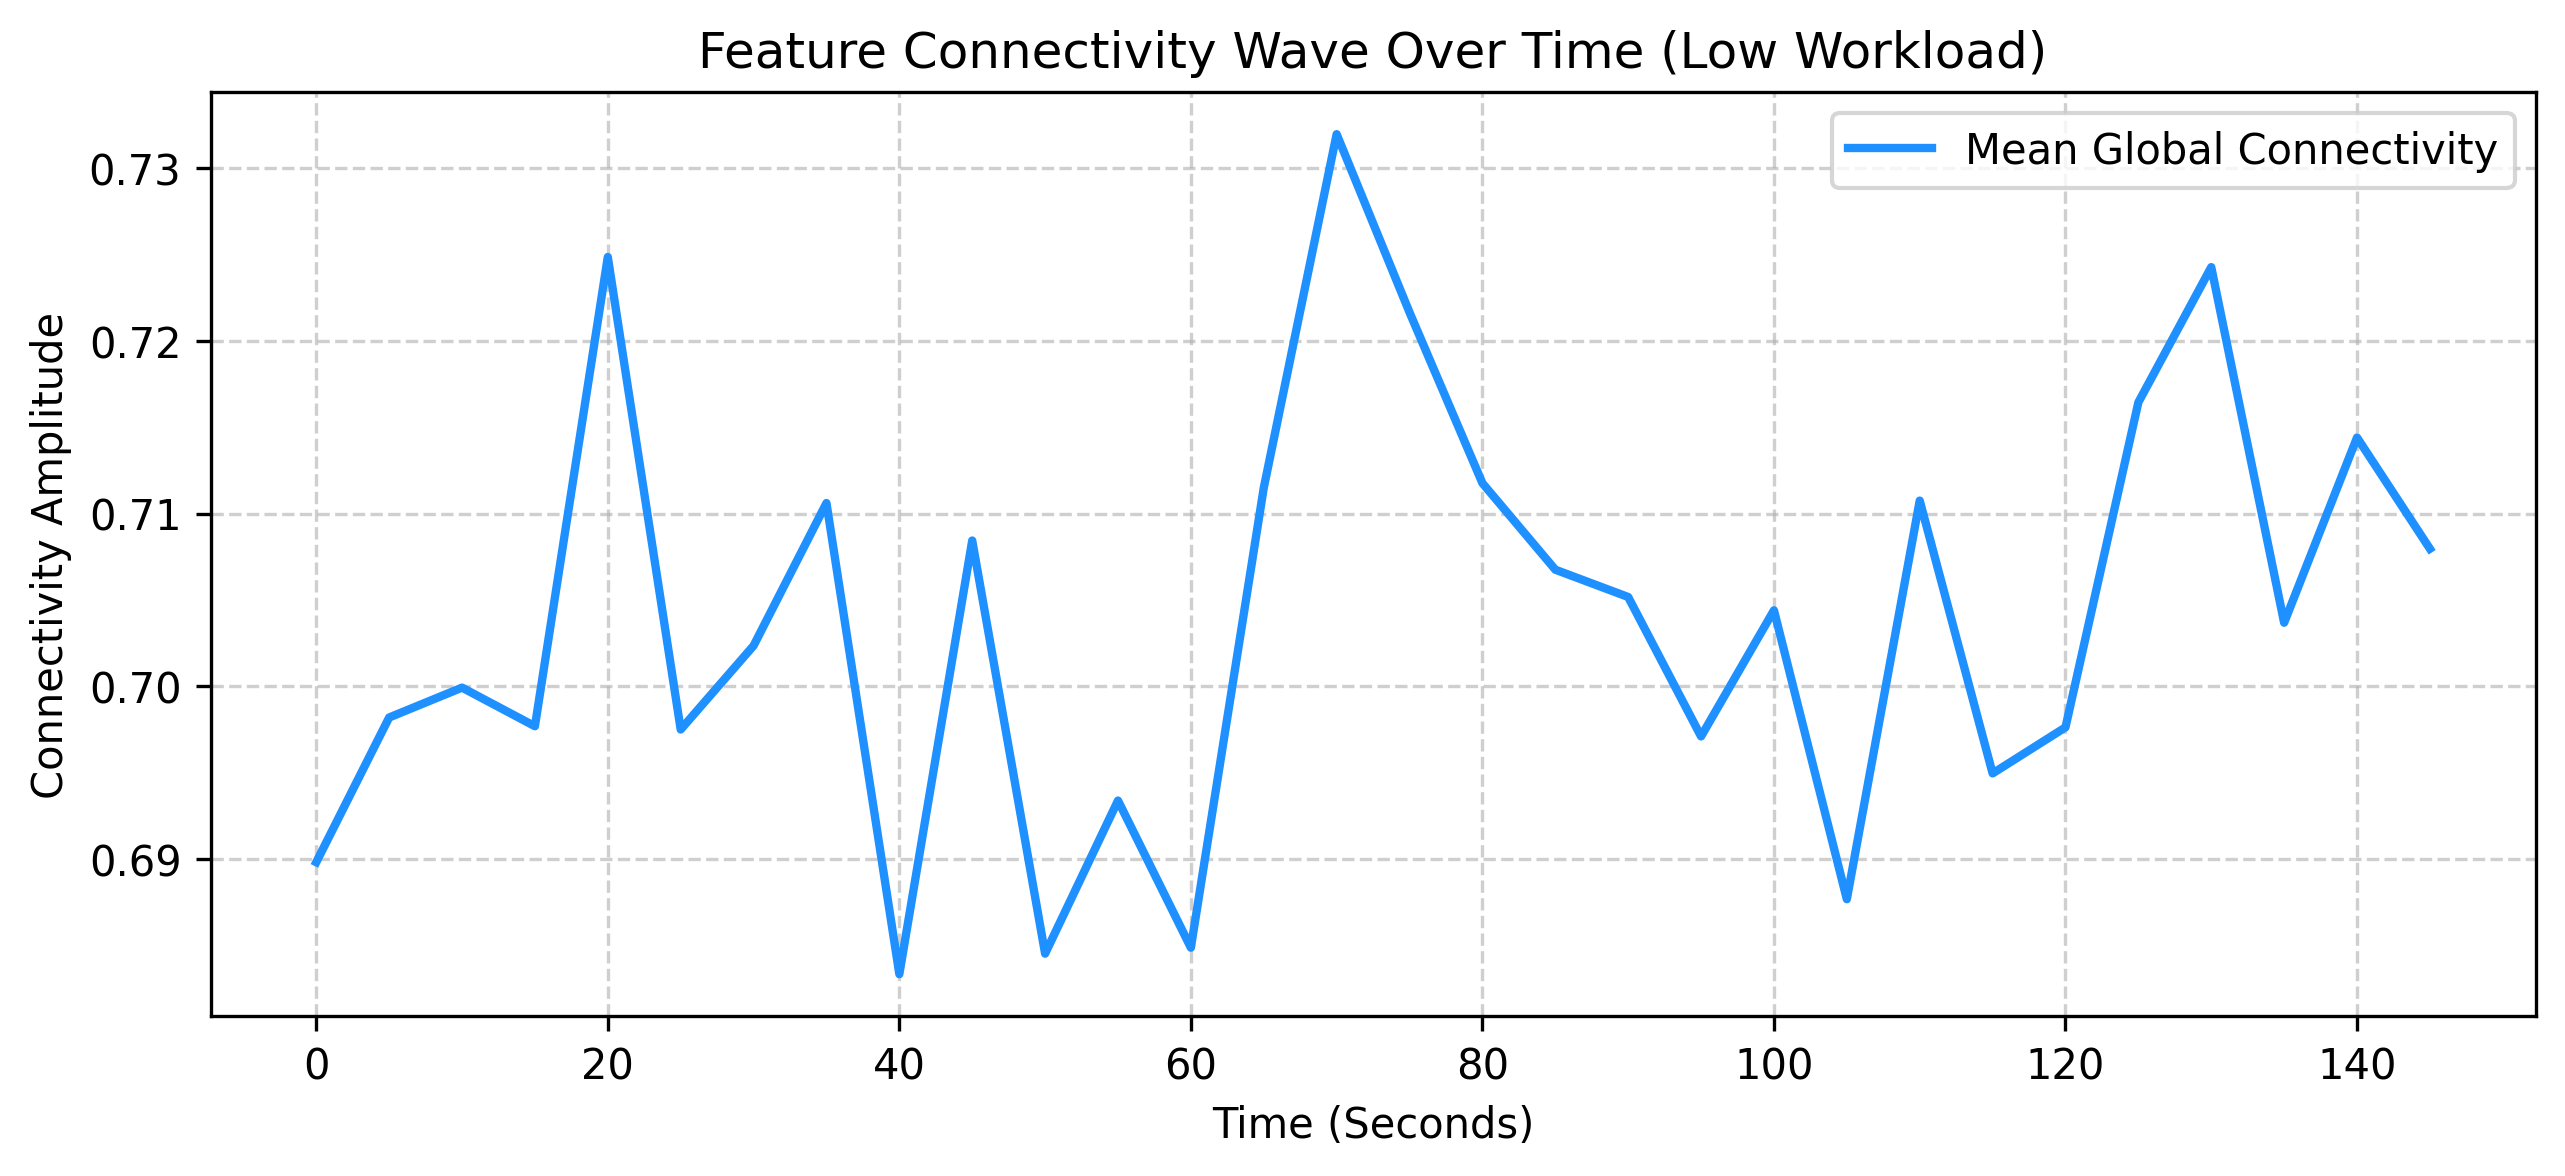 Feature Connectivity Wave Over Time (Low Workload)
Mean Global Connectivity
Connectivity Amplitude
0.73
0.72
0.71
0.70
0.69
0 20 40 60 80 100 120 140
Time (Seconds)